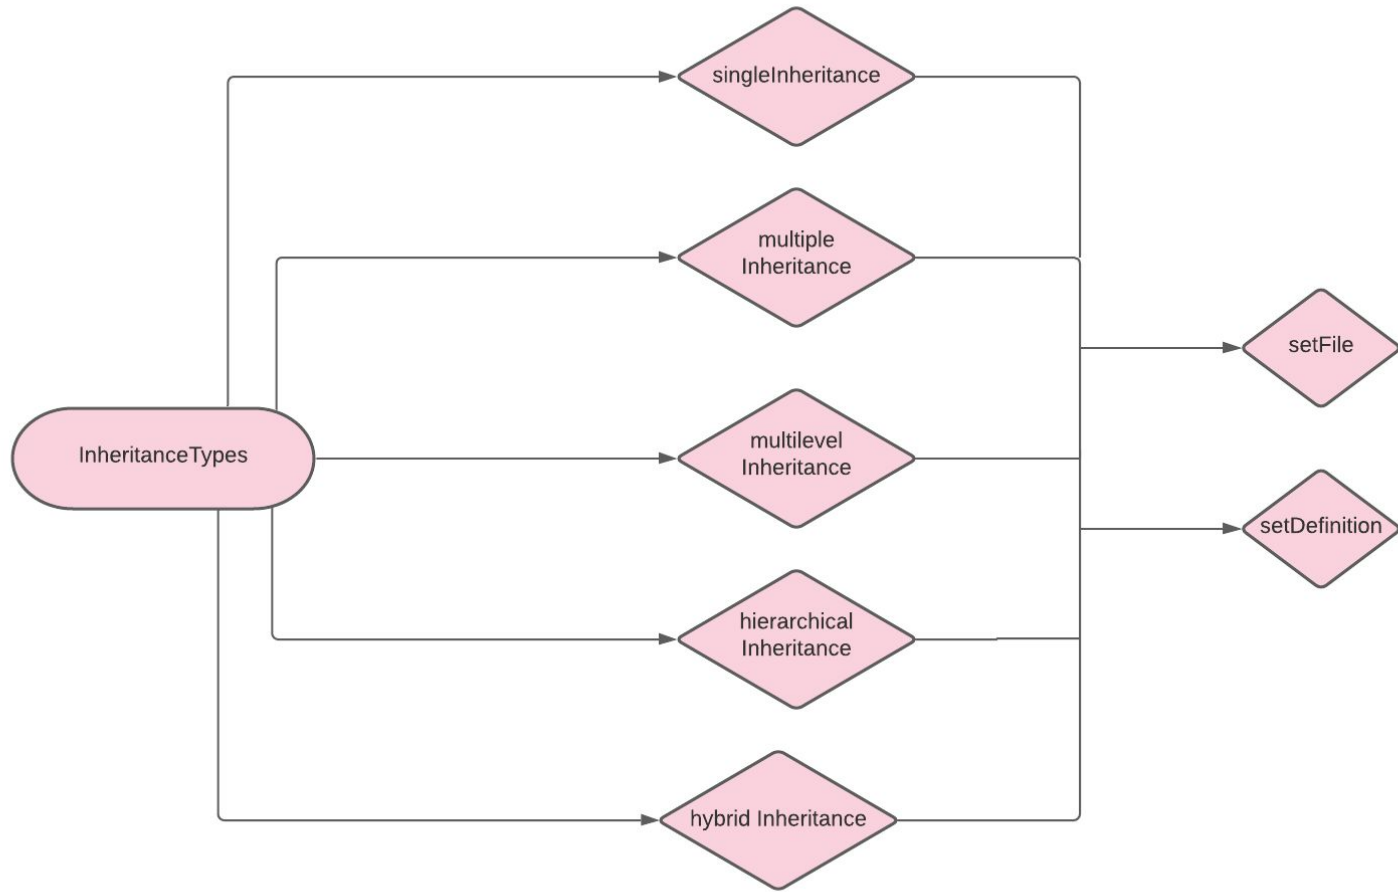 singleInheritance
multiple
Inheritance
setFile
InheritanceTypes
multilevel
Inheritance
setDefinition
hierarchical
Inheritance
hybrid Inheritance